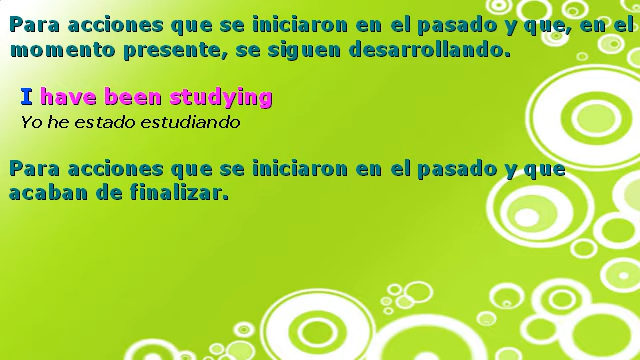 Para acciones que se iniciaron en el pasado y que, en el
momento presente, se siguen desarrollando.
I have been studying
Yo he estado estudiando
Para acciones que se iniciaron en el pasado y que
acaban de finalizar.